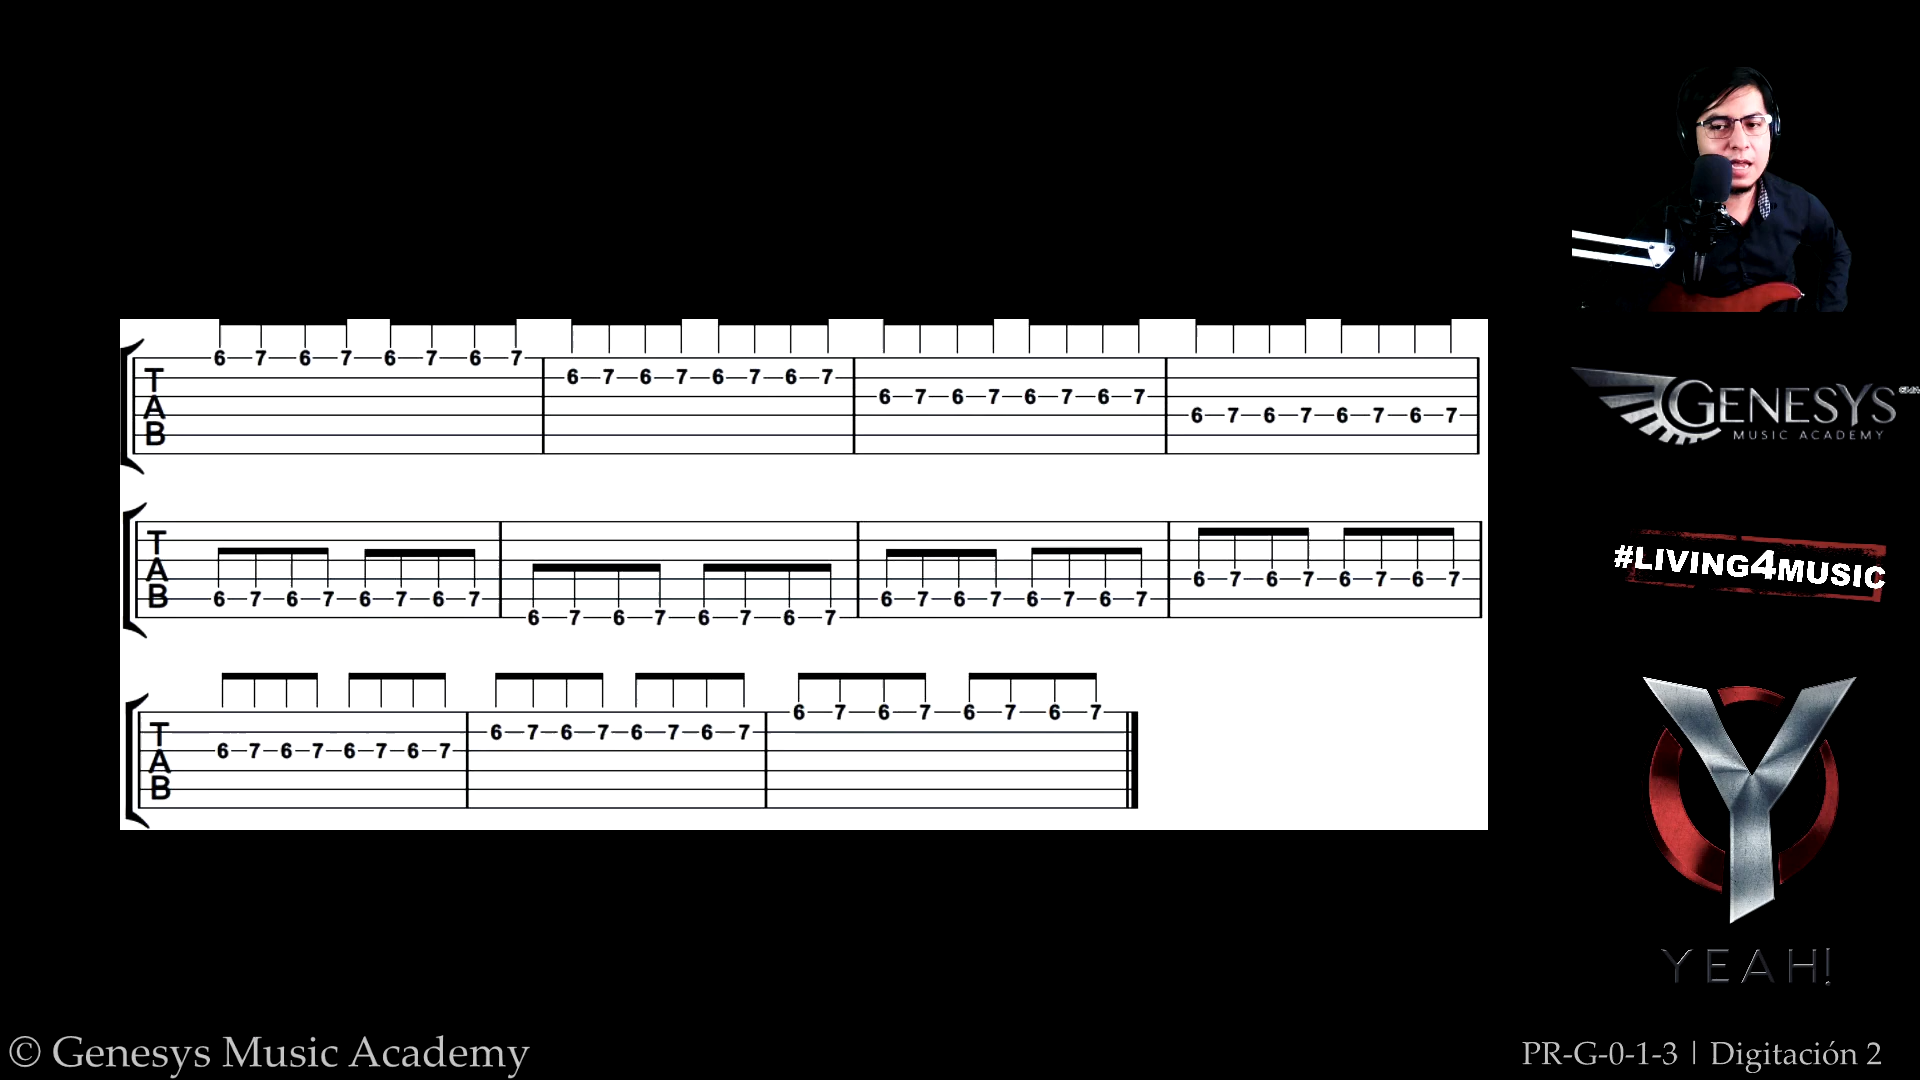 6 7 6 7 6 7 6 7 6 7 6 7 6 7 6 7 6 7 6 7 6 7 6 7 6 7 6 7 6 7 6 7
TAB
6 7 6 7 6 7 6 7 6 7 6 7 6 7 6 7 6 7 6 7 6 7 6 7 6 7 6 7 6 7 6 7
TAB
6 7 6 7 6 7 6 7 6 7 6 7 6 7 6 7 6 7 6 7 6 7 6 7
TAB
GENESYS
MUSIC ACADEMY
#LIVING4MUSIC
Y
YEAH!
© Genesys Music Academy
PR-G-0-1-3 | Digitación 2